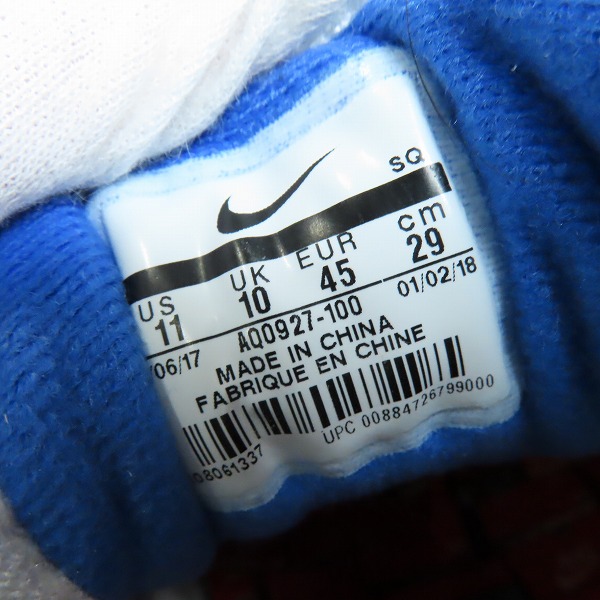 SQ
US UK EUR cm
11 10 45 29
/06/17 AQ0927-100 01/02/18
MADE IN CHINA
FABRIQUE EN CHINE
08061337 UPC 00884726799000